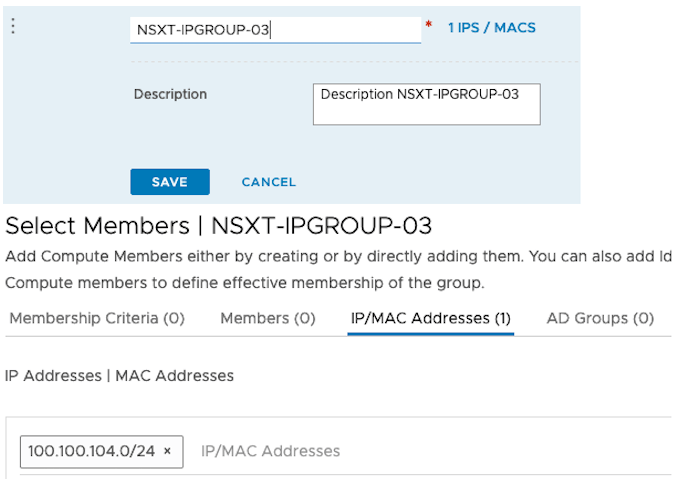 NSXT-IPGROUP-03 * 1 IPS / MACS
Description Description NSXT-IPGROUP-03
SAVE CANCEL
Select Members | NSXT-IPGROUP-03
Add Compute Members either by creating or by directly adding them. You can also add Id
Compute members to define effective membership of the group.
Membership Criteria (0) Members (0) IP/MAC Addresses (1) AD Groups (0)
IP Addresses | MAC Addresses
100.100.104.0/24 × IP/MAC Addresses